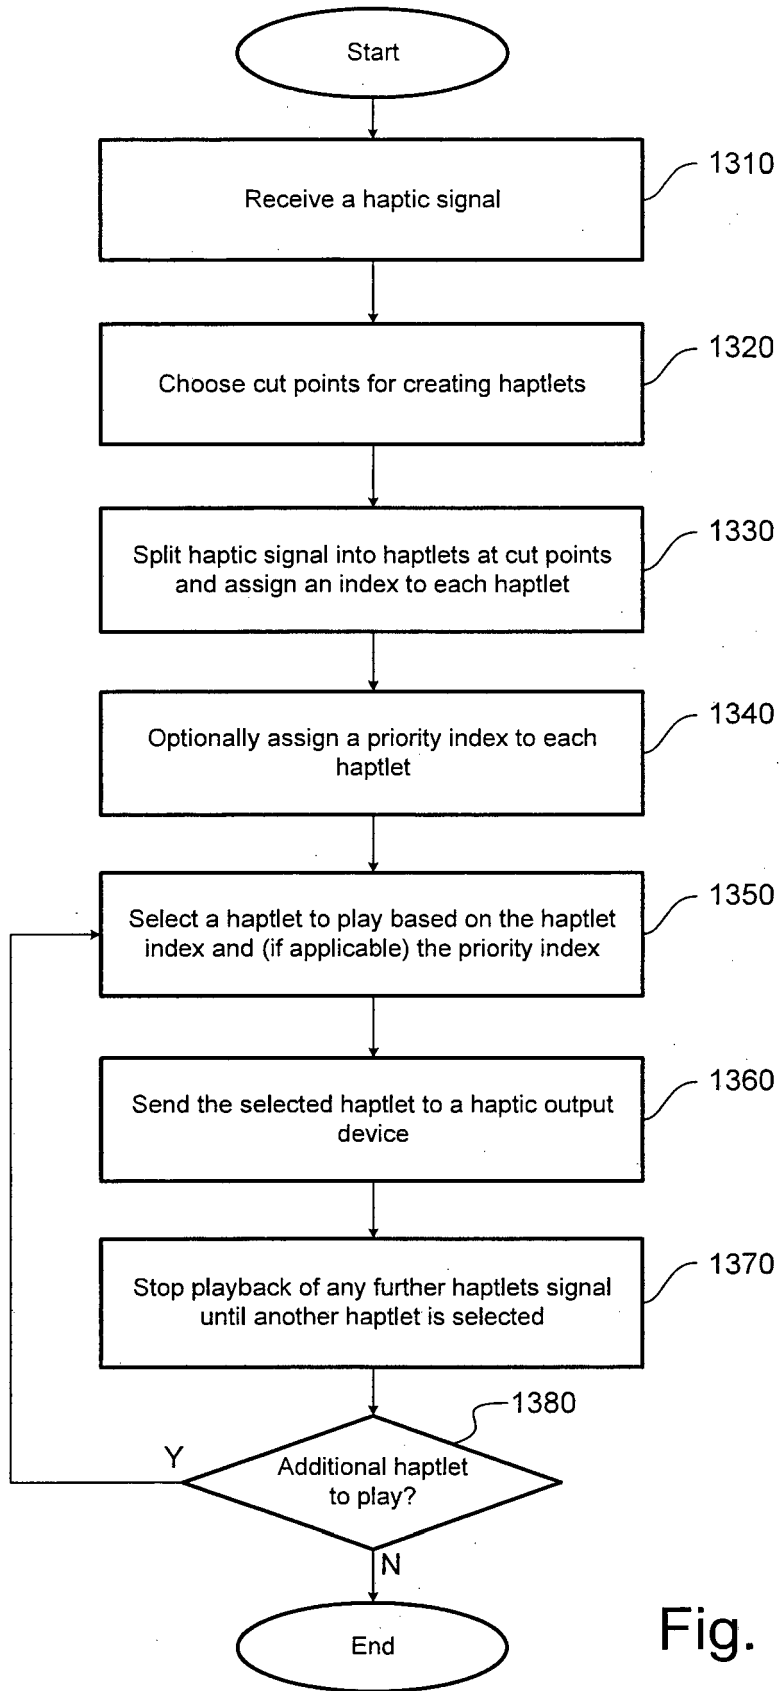 Start
Receive a haptic signal
1310
Choose cut points for creating haptlets
1320
Split haptic signal into haptlets at cut points
and assign an index to each haptlet
1330
Optionally assign a priority index to each
haptlet
1340
Select a haptlet to play based on the haptlet
index and (if applicable) the priority index
1350
Send the selected haptlet to a haptic output
device
1360
Stop playback of any further haptlets signal
until another haptlet is selected
1370
1380
Additional haptlet
to play?
Y
N
End
Fig.